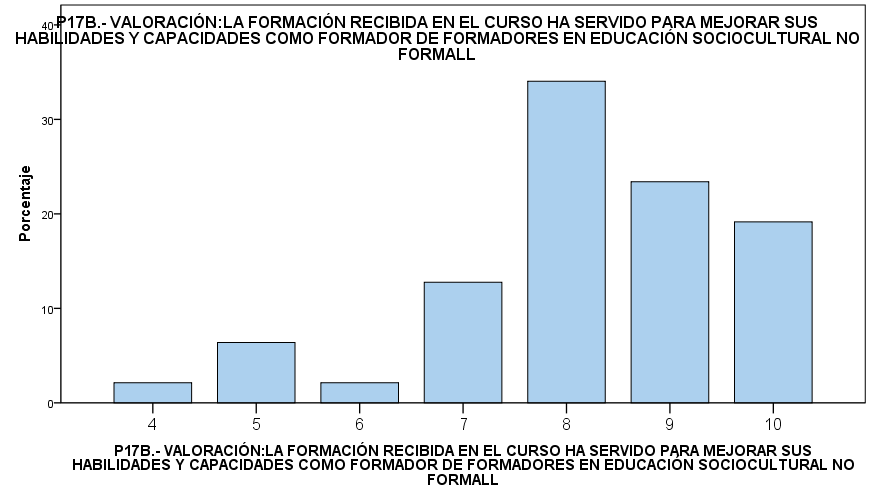 P17B.- VALORACIÓN:LA FORMACIÓN RECIBIDA EN EL CURSO HA SERVIDO PARA MEJORAR SUS
HABILIDADES Y CAPACIDADES COMO FORMADOR DE FORMADORES EN EDUCACIÓN SOCIOCULTURAL NO
FORMALL
40
30
20
10
0
Porcentaje
4 5 6 7 8 9 10
P17B.- VALORACIÓN:LA FORMACIÓN RECIBIDA EN EL CURSO HA SERVIDO PARA MEJORAR SUS
HABILIDADES Y CAPACIDADES COMO FORMADOR DE FORMADORES EN EDUCACIÓN SOCIOCULTURAL NO
FORMALL